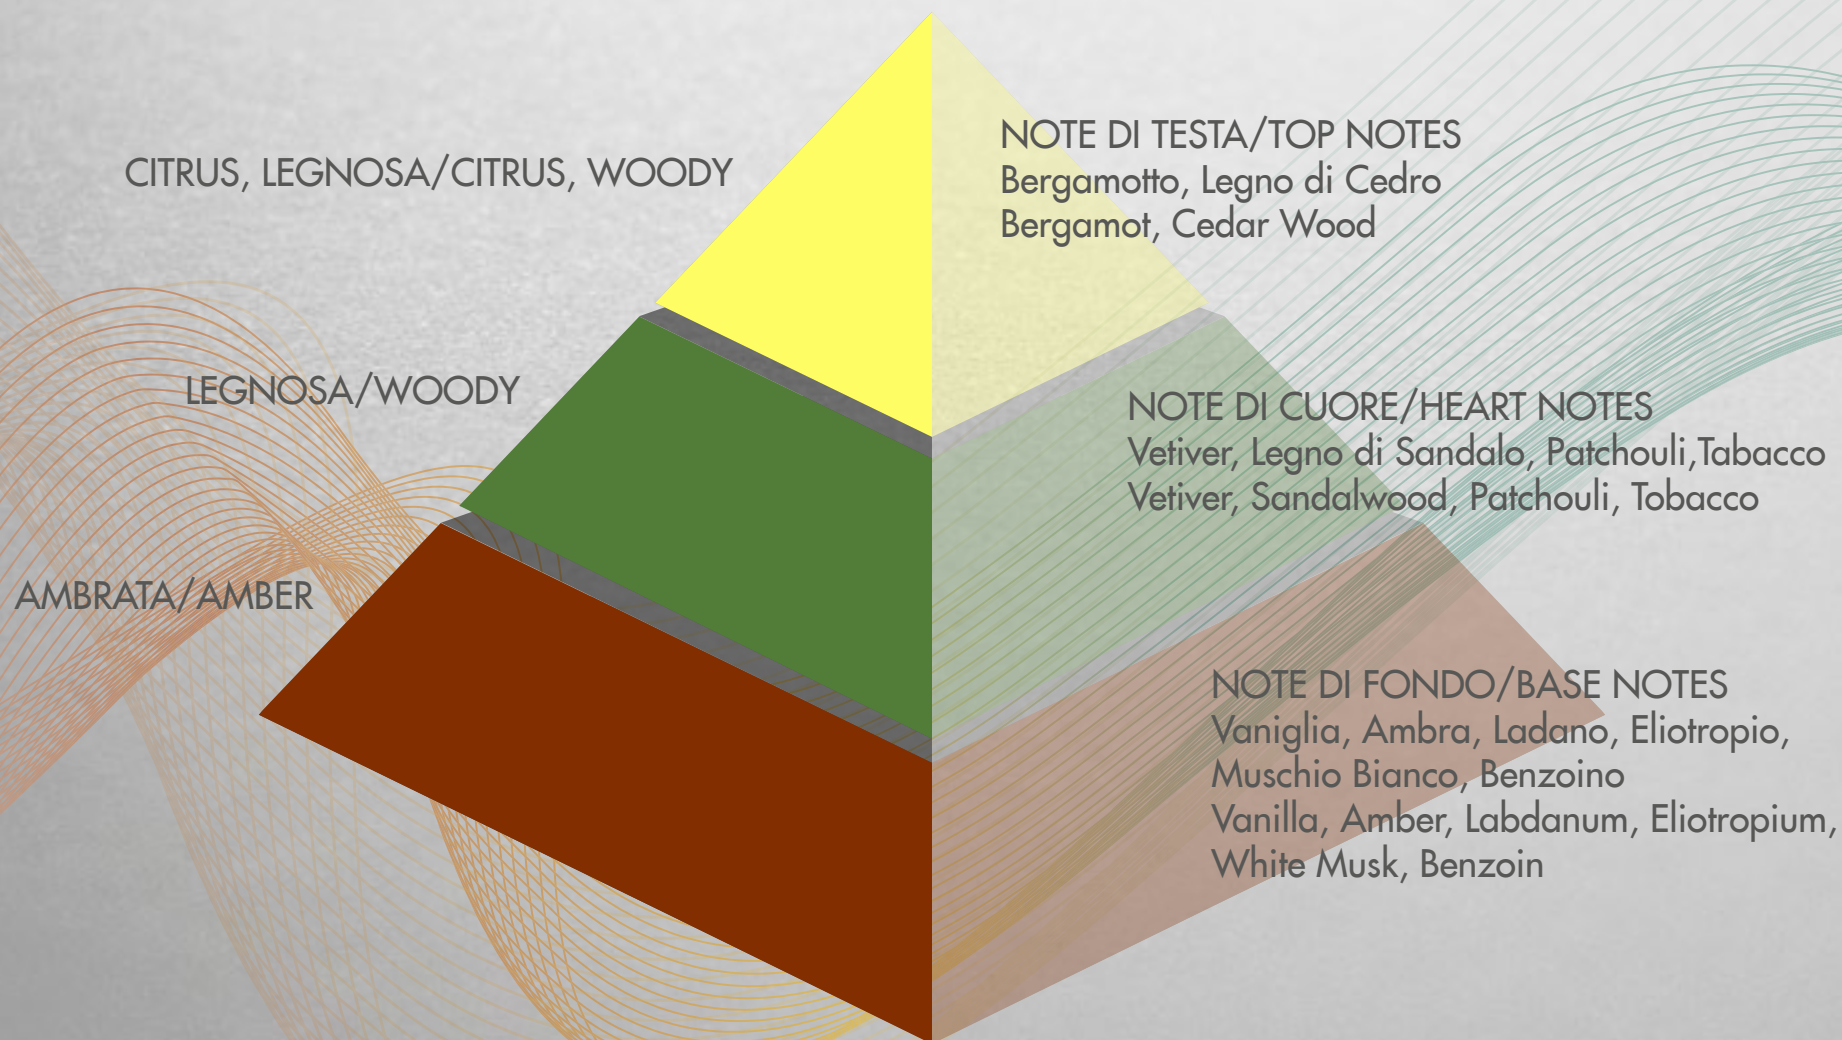 CITRUS, LEGNOSA/CITRUS, WOODY
NOTE DI TESTA/TOP NOTES
Bergamotto, Legno di Cedro
Bergamot, Cedar Wood
LEGNOSA/WOODY
NOTE DI CUORE/HEART NOTES
Vetiver, Legno di Sandalo, Patchouli,Tabacco
Vetiver, Sandalwood, Patchouli, Tobacco
AMBRATA/AMBER
NOTE DI FONDO/BASE NOTES
Vaniglia, Ambra, Ladano, Eliotropio,
Muschio Bianco, Benzoino
Vanilla, Amber, Labdanum, Eliotropium,
White Musk, Benzoin